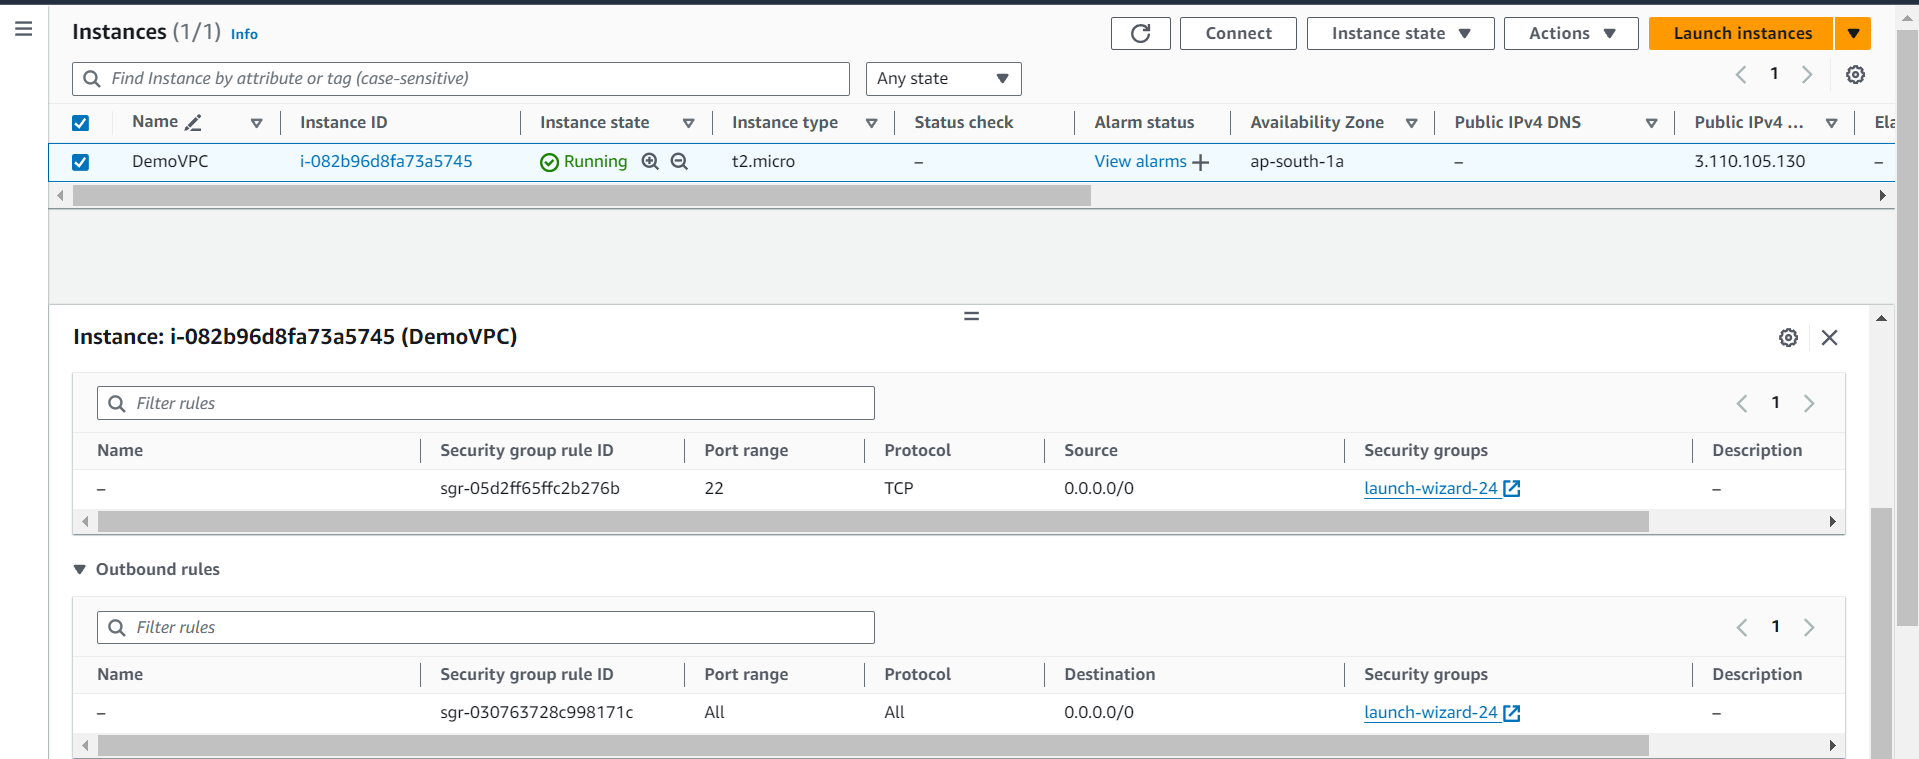 Instances (1/1) Info
Connect
Instance state
Actions
Launch instances
Find Instance by attribute or tag (case-sensitive)
Any state
1
Name Instance ID Instance state Instance type Status check Alarm status Availability Zone Public IPv4 DNS Public IPv4 ... Ela
DemoVPC i-082b96d8fa73a5745 Running t2.micro – View alarms ap-south-1a – 3.110.105.130 –
Instance: i-082b96d8fa73a5745 (DemoVPC)
Filter rules
1
Name Security group rule ID Port range Protocol Source Security groups Description
– sgr-05d2ff65ffc2b276b 22 TCP 0.0.0.0/0 launch-wizard-24 –
Outbound rules
Filter rules
1
Name Security group rule ID Port range Protocol Destination Security groups Description
– sgr-030763728c998171c All All 0.0.0.0/0 launch-wizard-24 –